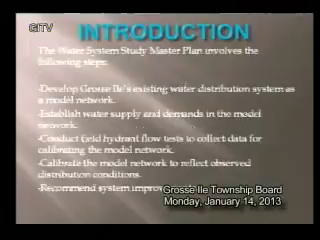 GITV
INTRODUCTION
The Water System Study Master Plan involves the
following steps:
-Develop Grosse Ile's existing water distribution system as
a model network.
-Establish water supply and demands in the model
network.
-Conduct field hydrant flow tests to collect data for
calibrating the model network.
-Calibrate the model network to reflect observed
distribution conditions.
-Recommend system
Grosse Ile Township Board
Monday, January 14, 2013